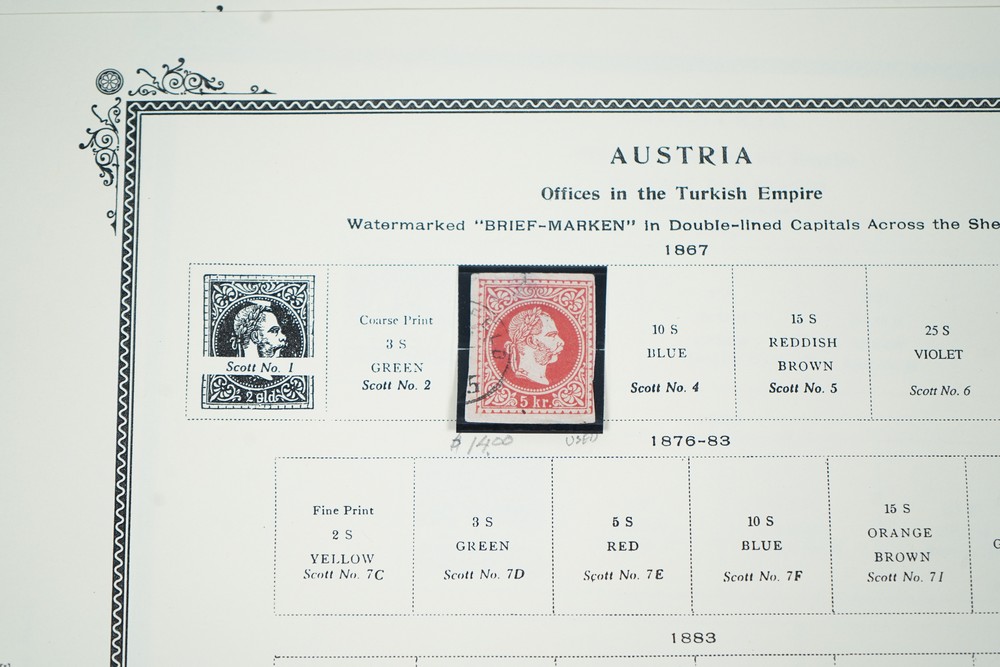 AUSTRIA
Offices in the Turkish Empire
Watermarked "BRIEF-MARKEN" in Double-lined Capitals Across the She
1867
Scott No. 1
2 sld.
Coarse Print
3 S
GREEN
Scott No. 2
5
5 kr.
10 S
BLUE
Scott No. 4
15 S
REDDISH
BROWN
Scott No. 5
25 S
VIOLET
Scott No. 6
14.00
USED
1876-83
Fine Print
2 S
YELLOW
Scott No. 7C
3 S
GREEN
Scott No. 7D
5 S
RED
Scott No. 7E
10 S
BLUE
Scott No. 7F
15 S
ORANGE
BROWN
Scott No. 7I
G
1883